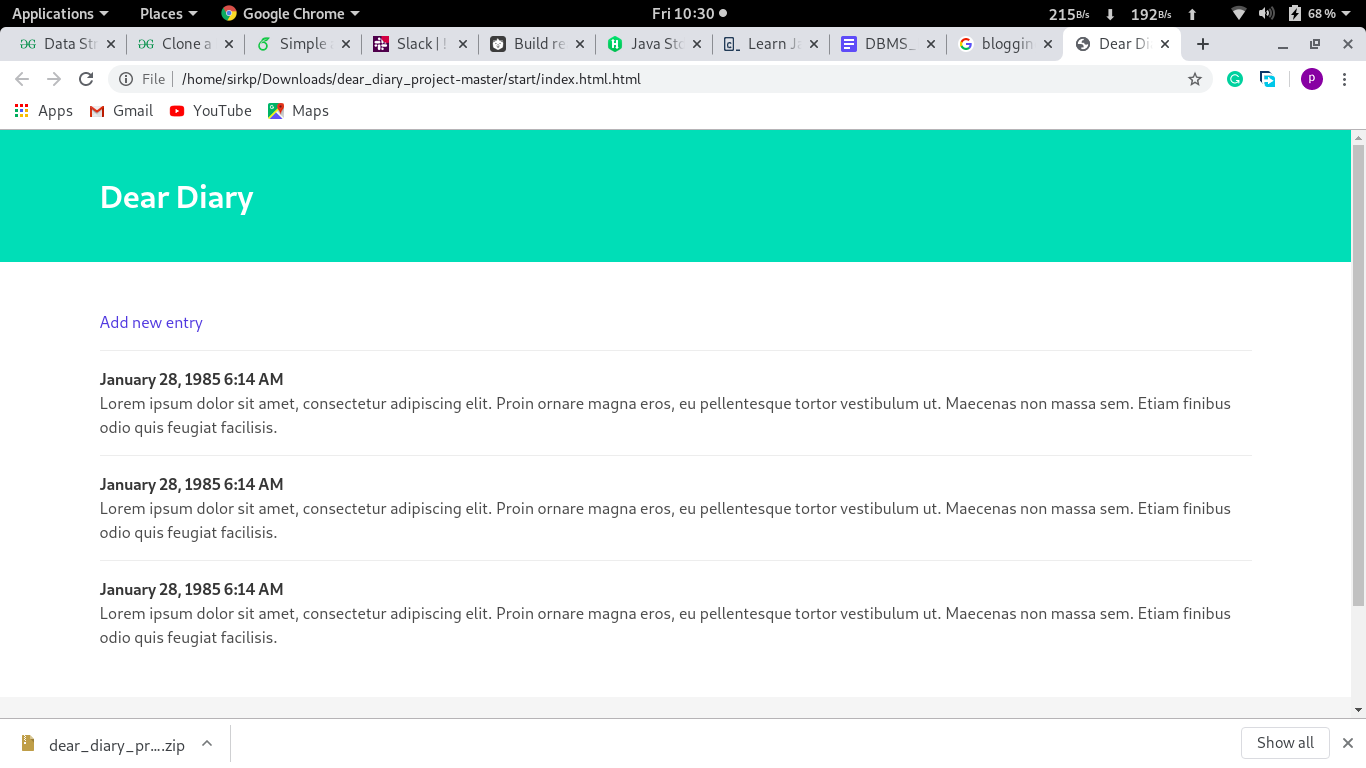 Applications Places Google Chrome Fri 10:30 215B/s 192B/s 68 %
Data St Clone a Simple Slack | Build re Java Sto Learn Ja DBMS_ bloggin Dear Di
File /home/sirkp/Downloads/dear_diary_project-master/start/index.html.html p
Apps Gmail YouTube Maps
Dear Diary
Add new entry
January 28, 1985 6:14 AM
Lorem ipsum dolor sit amet, consectetur adipiscing elit. Proin ornare magna eros, eu pellentesque tortor vestibulum ut. Maecenas non massa sem. Etiam finibus
odio quis feugiat facilisis.
January 28, 1985 6:14 AM
Lorem ipsum dolor sit amet, consectetur adipiscing elit. Proin ornare magna eros, eu pellentesque tortor vestibulum ut. Maecenas non massa sem. Etiam finibus
odio quis feugiat facilisis.
January 28, 1985 6:14 AM
Lorem ipsum dolor sit amet, consectetur adipiscing elit. Proin ornare magna eros, eu pellentesque tortor vestibulum ut. Maecenas non massa sem. Etiam finibus
odio quis feugiat facilisis.
dear_diary_pr....zip Show all